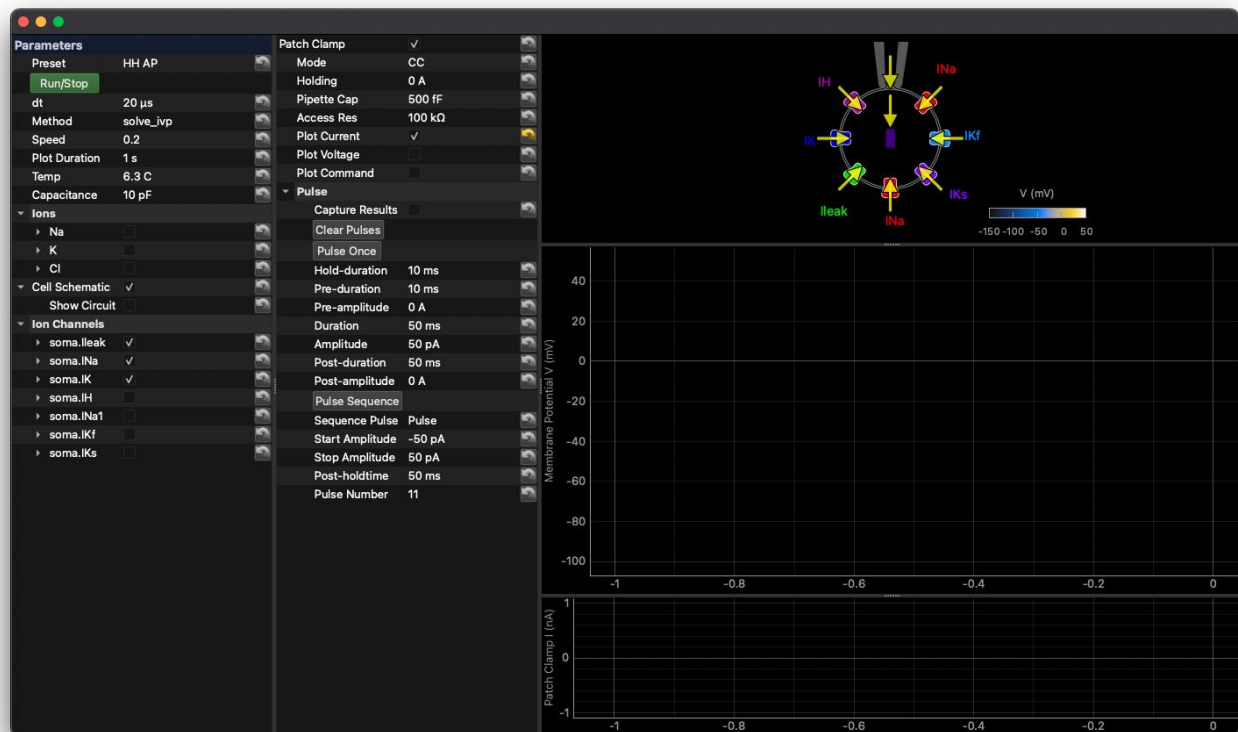 Parameters
Preset HH AP
Run/Stop
dt 20 µs
Method solve_ivp
Speed 0.2
Plot Duration 1 s
Temp 6.3 C
Capacitance 10 pF
Ions
Na
K
Cl
Cell Schematic
Show Circuit
Ion Channels
soma.Ileak
soma.INa
soma.IK
soma.IH
soma.INa1
soma.IKf
soma.IKs
Patch Clamp
Mode CC
Holding 0 A
Pipette Cap 500 fF
Access Res 100 kΩ
Plot Current
Plot Voltage
Plot Command
Pulse
Capture Results
Clear Pulses
Pulse Once
Hold-duration 10 ms
Pre-duration 10 ms
Pre-amplitude 0 A
Duration 50 ms
Amplitude 50 pA
Post-duration 50 ms
Post-amplitude 0 A
Pulse Sequence
Sequence Pulse Pulse
Start Amplitude -50 pA
Stop Amplitude 50 pA
Post-holdtime 50 ms
Pulse Number 11
IH
INa
IK
IKf
Ileak
INa
IKs
V (mV)
-150 -100 -50 0 50
Membrane Potential V (mV)
40
20
0
-20
-40
-60
-80
-100
-1 -0.8 -0.6 -0.4 -0.2 0
Patch Clamp I (nA)
1
0
-1
-1 -0.8 -0.6 -0.4 -0.2 0